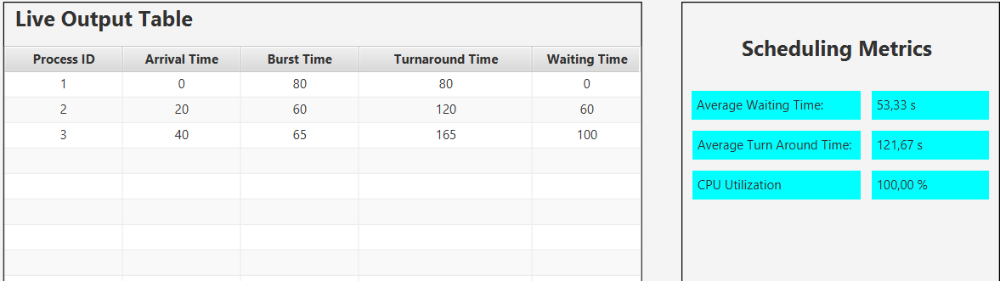 Live Output Table
Process ID Arrival Time Burst Time Turnaround Time Waiting Time
1 0 80 80 0
2 20 60 120 60
3 40 65 165 100
Scheduling Metrics
Average Waiting Time: 53,33 s
Average Turn Around Time: 121,67 s
CPU Utilization 100,00 %